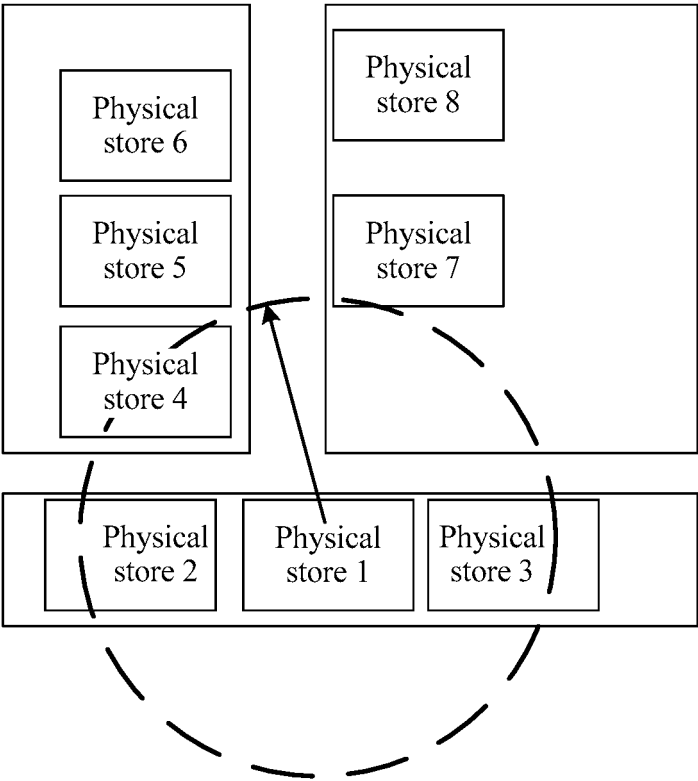 Physical
store 8
Physical
store 6
Physical
store 5
Physical
store 7
Physical
store 4
Physical
store 2
Physical
store 1
Physical
store 3